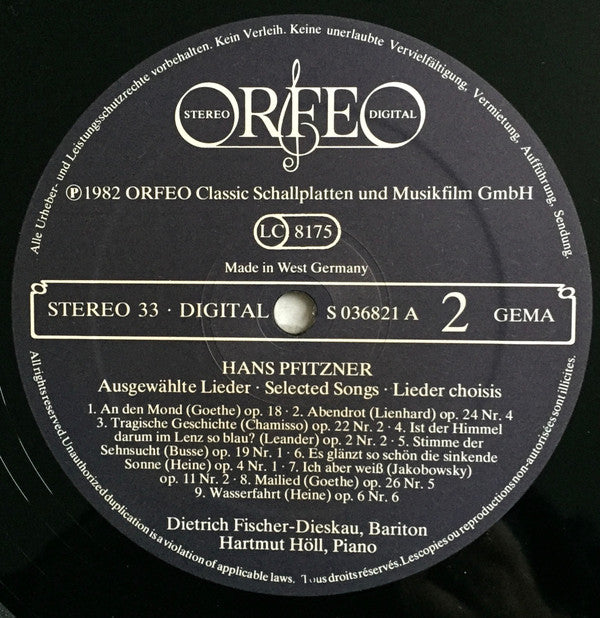 Alle Urheber- und Leistungsschutzrechte vorbehalten. Kein Verleih. Keine unerlaubte Vervielfältigung, Vermietung, Aufführung, Sendung.
STEREO ORFEO DIGITAL
Ⓟ1982 ORFEO Classic Schallplatten und Musikfilm GmbH
LC 8175
Made in West Germany
STEREO 33 · DIGITAL S 036821 A 2 GEMA
HANS PFITZNER
Ausgewählte Lieder · Selected Songs · Lieder choisis
1. An den Mond (Goethe) op. 18 · 2. Abendrot (Lienhard) op. 24 Nr. 4
3. Tragische Geschichte (Chamisso) op. 22 Nr. 2 · 4. Ist der Himmel
darum im Lenz so blau? (Leander) op. 2 Nr. 2 · 5. Stimme der
Sehnsucht (Busse) op. 19 Nr. 1 · 6. Es glänzt so schön die sinkende
Sonne (Heine) op. 4 Nr. 1 · 7. Ich aber weiß (Jakobowsky)
op. 11 Nr. 2 · 8. Mailied (Goethe) op. 26 Nr. 5
9. Wasserfahrt (Heine) op. 6 Nr. 6
Dietrich Fischer-Dieskau, Bariton
Hartmut Höll, Piano
All rights reserved. Unauthorized duplication is a violation of applicable laws. Tous droits réservés. Les copies ou reproductions non-autorisées sont illicites.